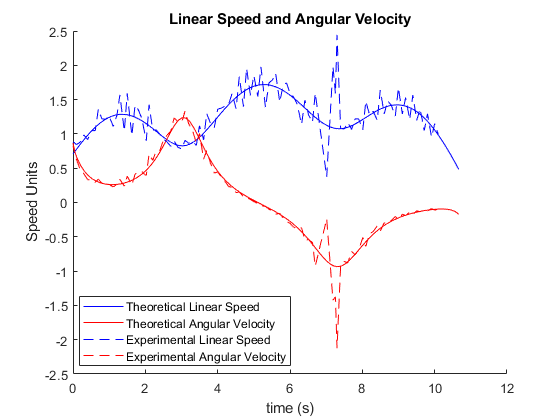 Linear Speed and Angular Velocity
2.5
2
1.5
1
0.5
0
-0.5
-1
-1.5
-2
-2.5
Speed Units
Theoretical Linear Speed
Theoretical Angular Velocity
Experimental Linear Speed
Experimental Angular Velocity
0 2 4 6 8 10 12
time (s)